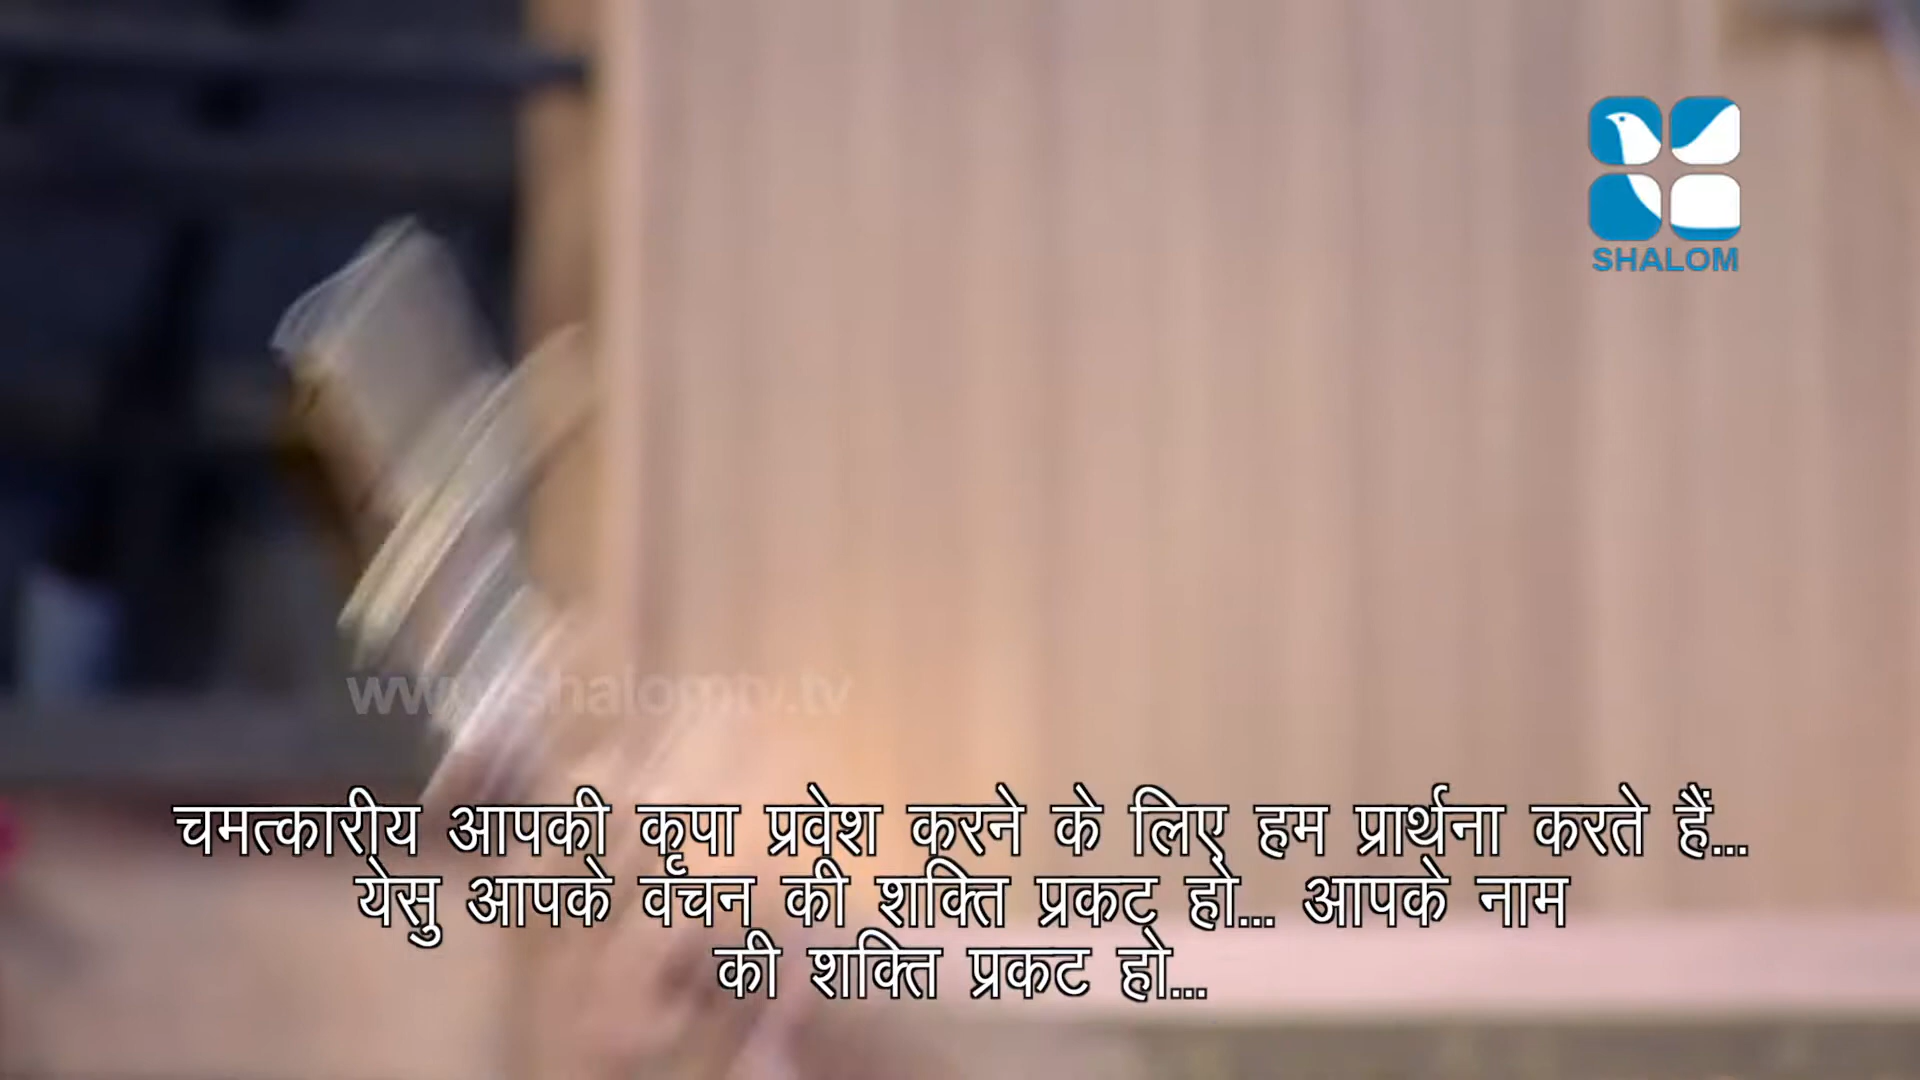 SHALOM
www.shalomtv.tv
चमत्कारीय आपकी कृपा प्रवेश करने के लिए हम प्रार्थना करते हैं...
येसु आपके वचन की शक्ति प्रकट हो... आपके नाम
की शक्ति प्रकट हो...